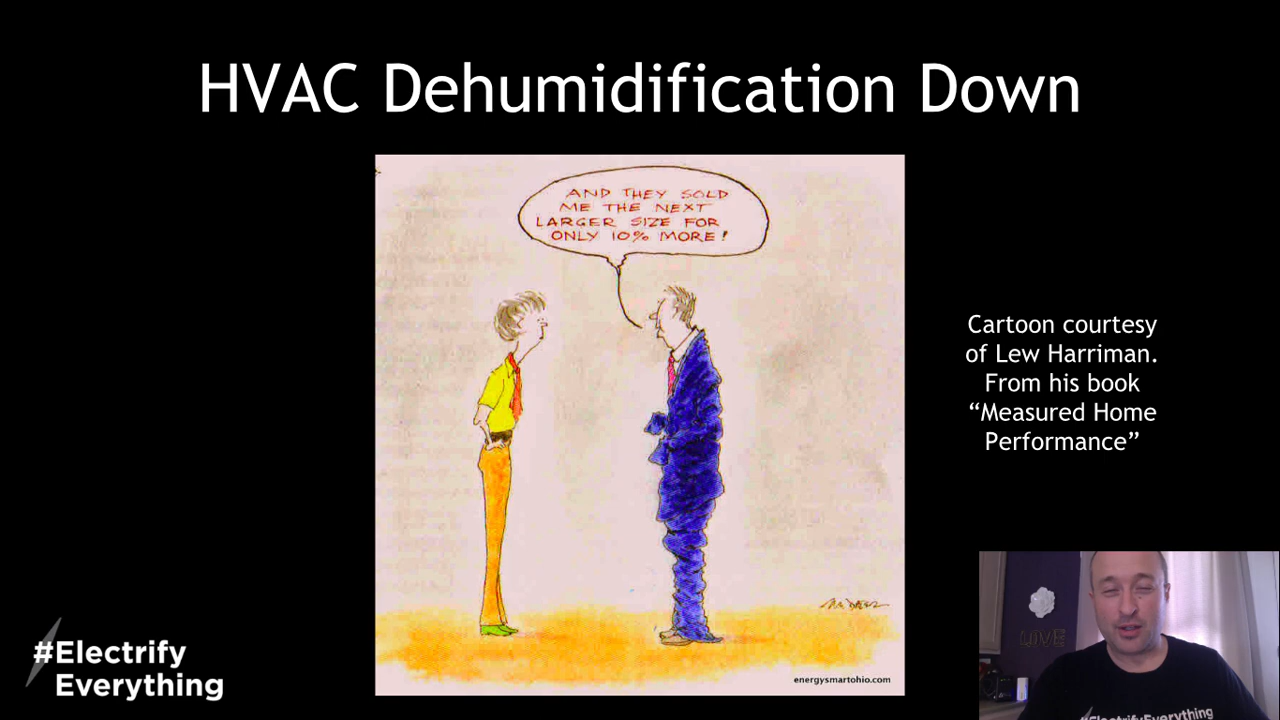 HVAC Dehumidification Down
AND THEY SOLD
ME THE NEXT
LARGER SIZE FOR
ONLY 10% MORE!
Cartoon courtesy
of Lew Harriman.
From his book
“Measured Home
Performance”
energysmartohio.com
#Electrify
Everything
#ElectrifyEverything